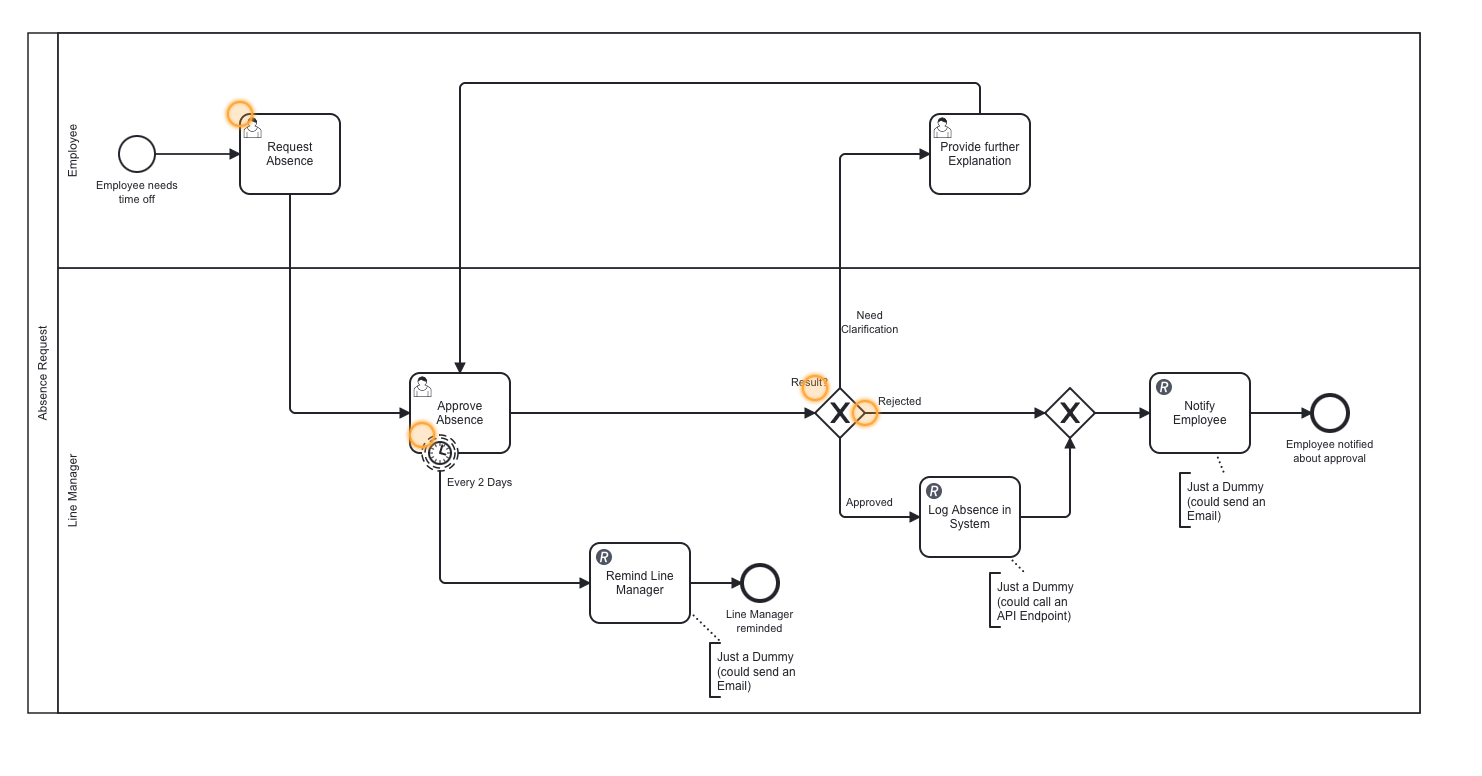 Absence Request
Employee
Employee needs
time off
Request
Absence
Provide further
Explanation
Line Manager
Need
Clarification
Result?
X
Rejected
X
Approve
Absence
Every 2 Days
R
Notify
Employee
Employee notified
about approval
Just a Dummy
(could send an
Email)
Approved
R
Log Absence in
System
Just a Dummy
(could call an
API Endpoint)
R
Remind Line
Manager
Line Manager
reminded
Just a Dummy
(could send an
Email)